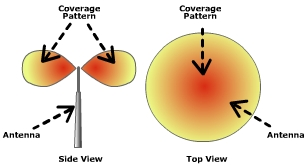 Coverage
Pattern
Antenna
Side View
Coverage
Pattern
Antenna
Top View